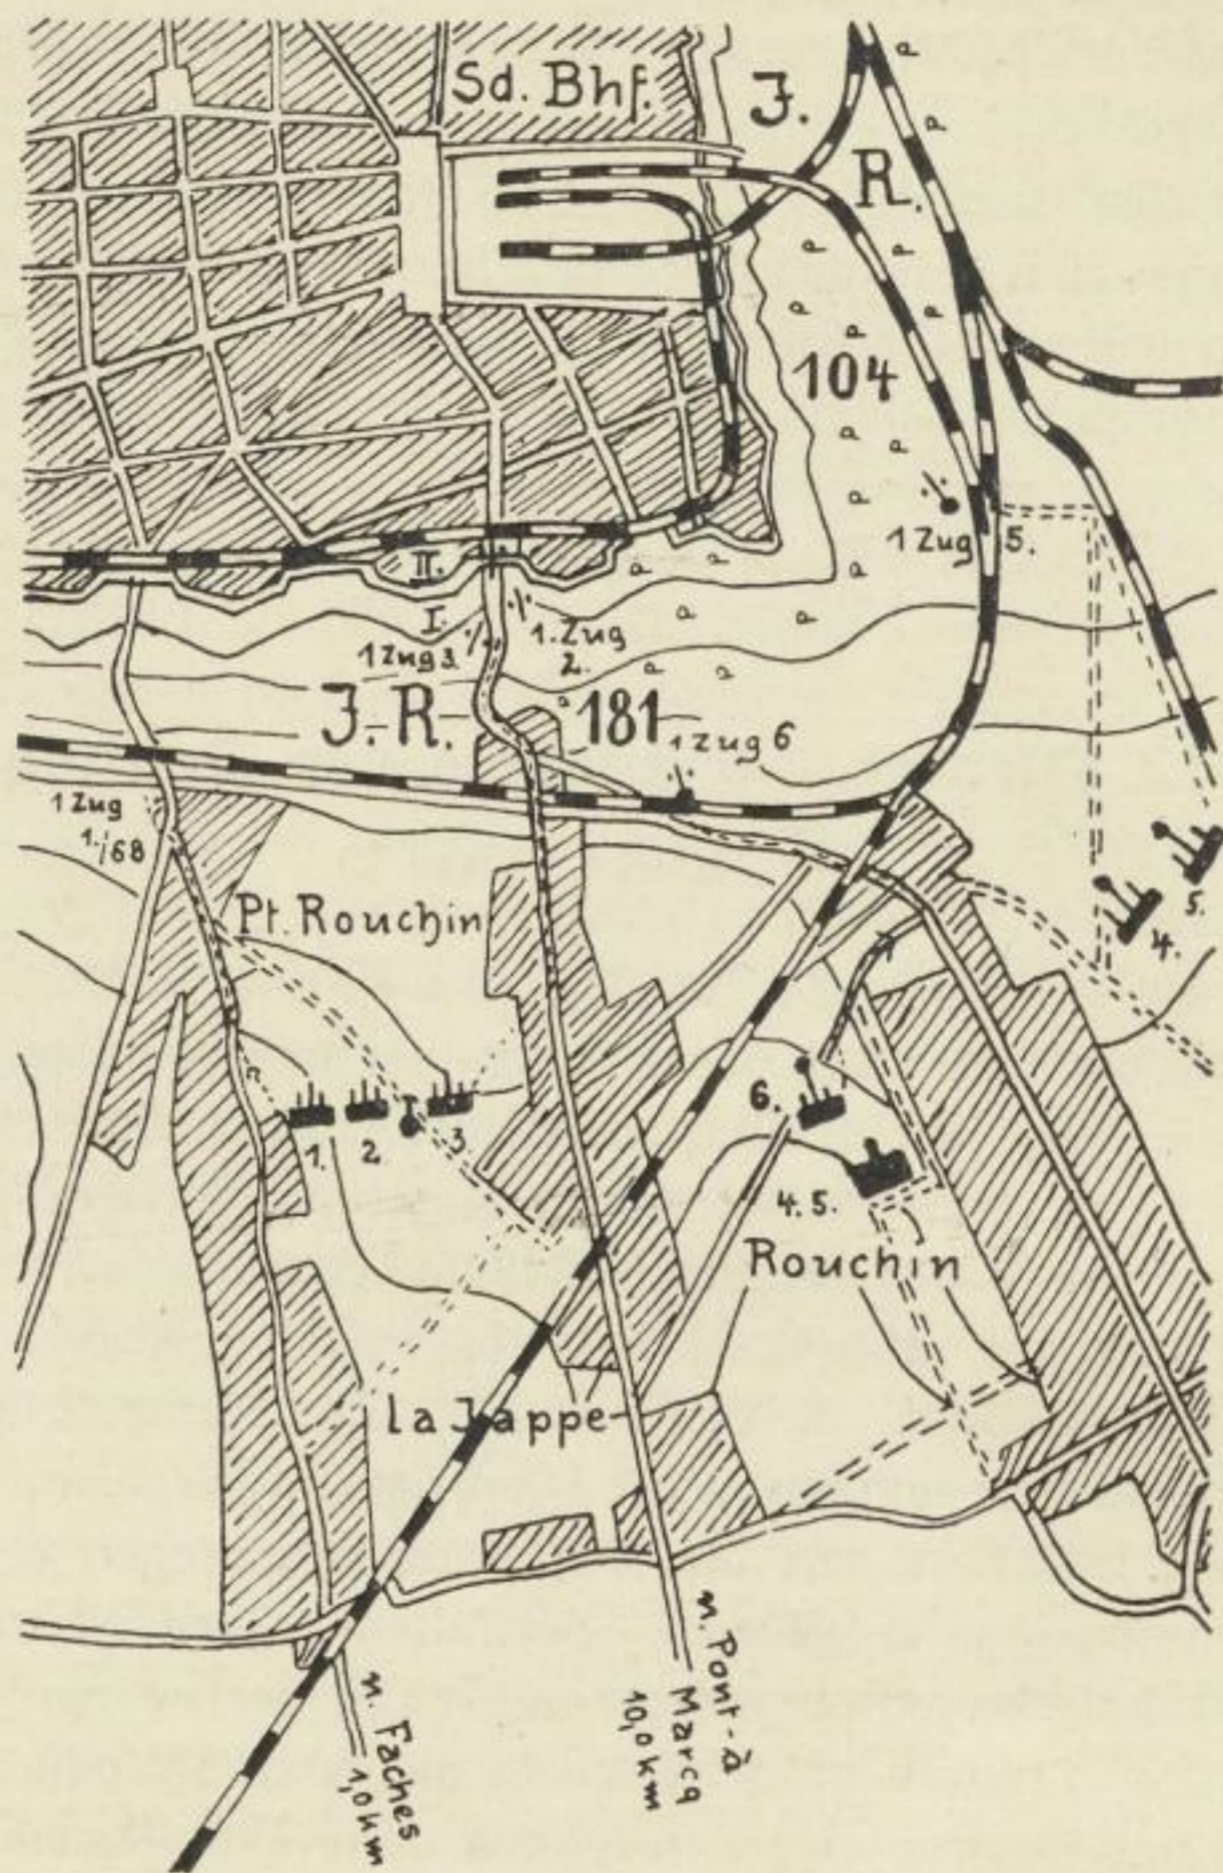 Sd. Bhf.
J.
R.
104
1 Zug 5.
II.
I.
1 Zug 3.
1. Zug
2.
J.-R. 181
1 Zug 6
1 Zug
1./68
Pt. Rouchin
5.
4.
1. 2. 3.
6.
4. 5.
Rouchin
la Jappe
n. Pont-à
Marcq
10,0 km
n. Faches
1,0 km